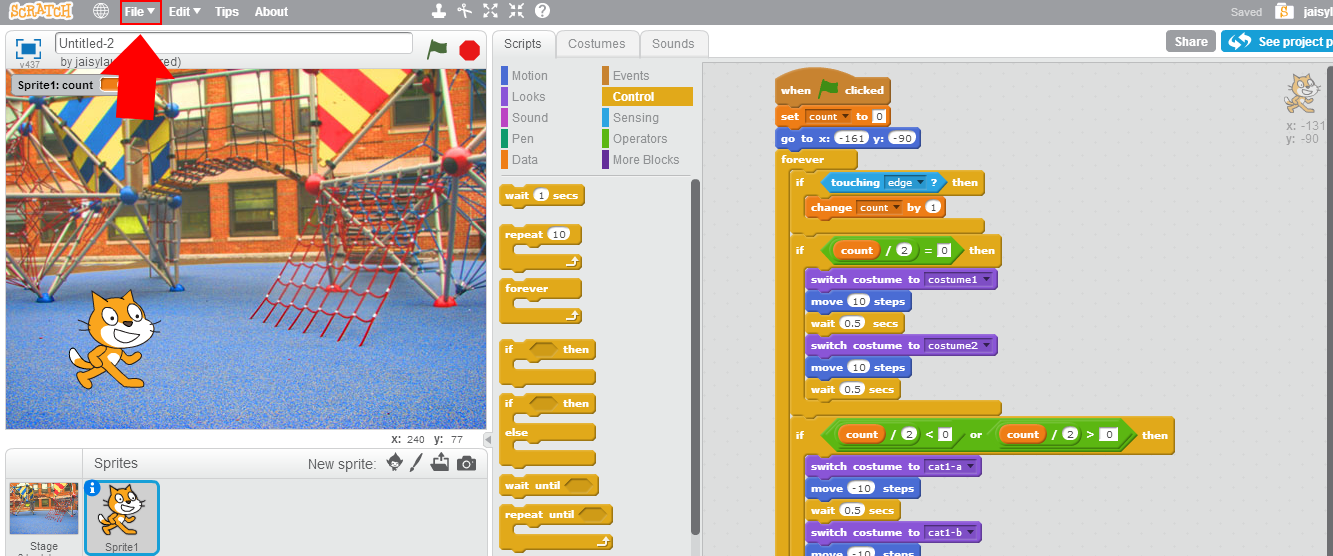 SCRATCH File Edit Tips About Saved jaisyl
Untitled-2
v437
Sprite1: count
x: 240 y: 77
Sprites New sprite:
Stage
Sprite1
Scripts Costumes Sounds Share See project p
Motion Events
Looks Control
Sound Sensing
Pen Operators
Data More Blocks
wait 1 secs
repeat 10
forever
if then
if then
else
wait until
repeat until
when clicked
set count to 0
go to x: -161 y: -90
forever
if touching edge ? then
change count by 1
if count / 2 = 0 then
switch costume to costume1
move 10 steps
wait 0.5 secs
switch costume to costume2
move 10 steps
wait 0.5 secs
if count / 2 < 0 or count / 2 > 0 then
switch costume to cat1-a
move -10 steps
wait 0.5 secs
switch costume to cat1-b
move -10 steps
x: -131
y: -90